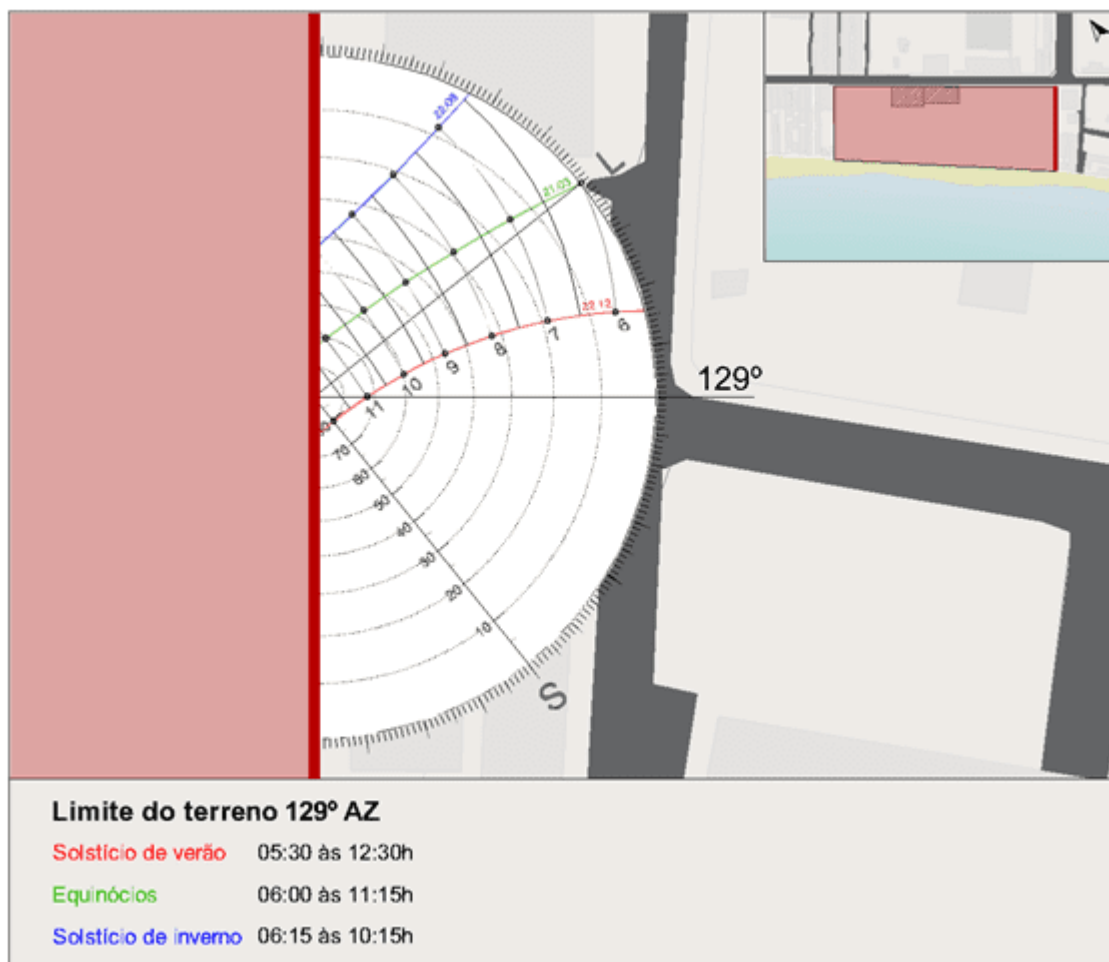 22.06
L
21.03
22.12
6
7
8
9
10
11
129º
70
60
50
40
30
20
10
S
Limite do terreno 129º AZ
Solstício de verão 05:30 às 12:30h
Equinócios 06:00 às 11:15h
Solstício de inverno 06:15 às 10:15h